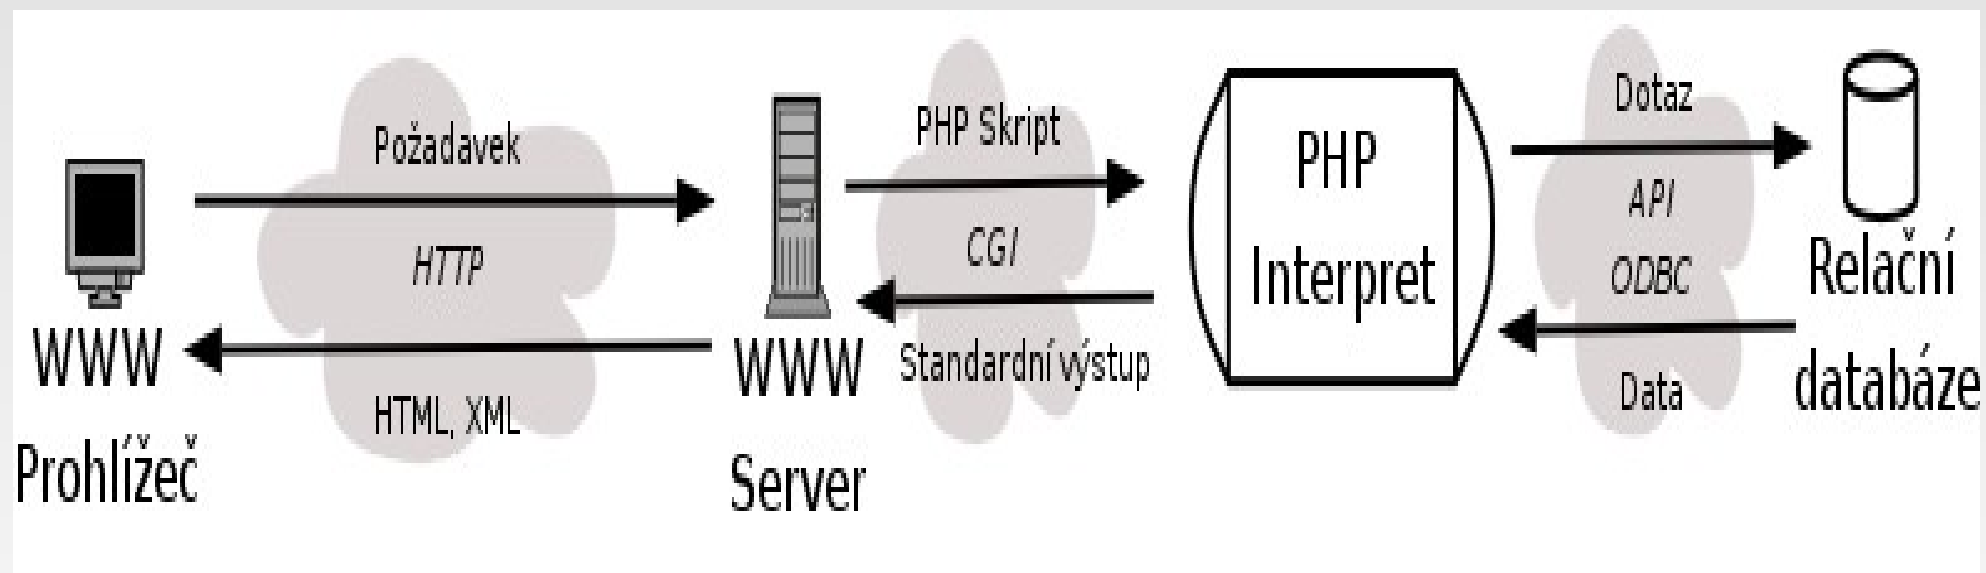 Požadavek
HTTP
HTML, XML
WWW
Prohlížeč
PHP Skript
CGI
Standardní výstup
WWW
Server
PHP
Interpret
Dotaz
API
ODBC
Data
Relační
databáze